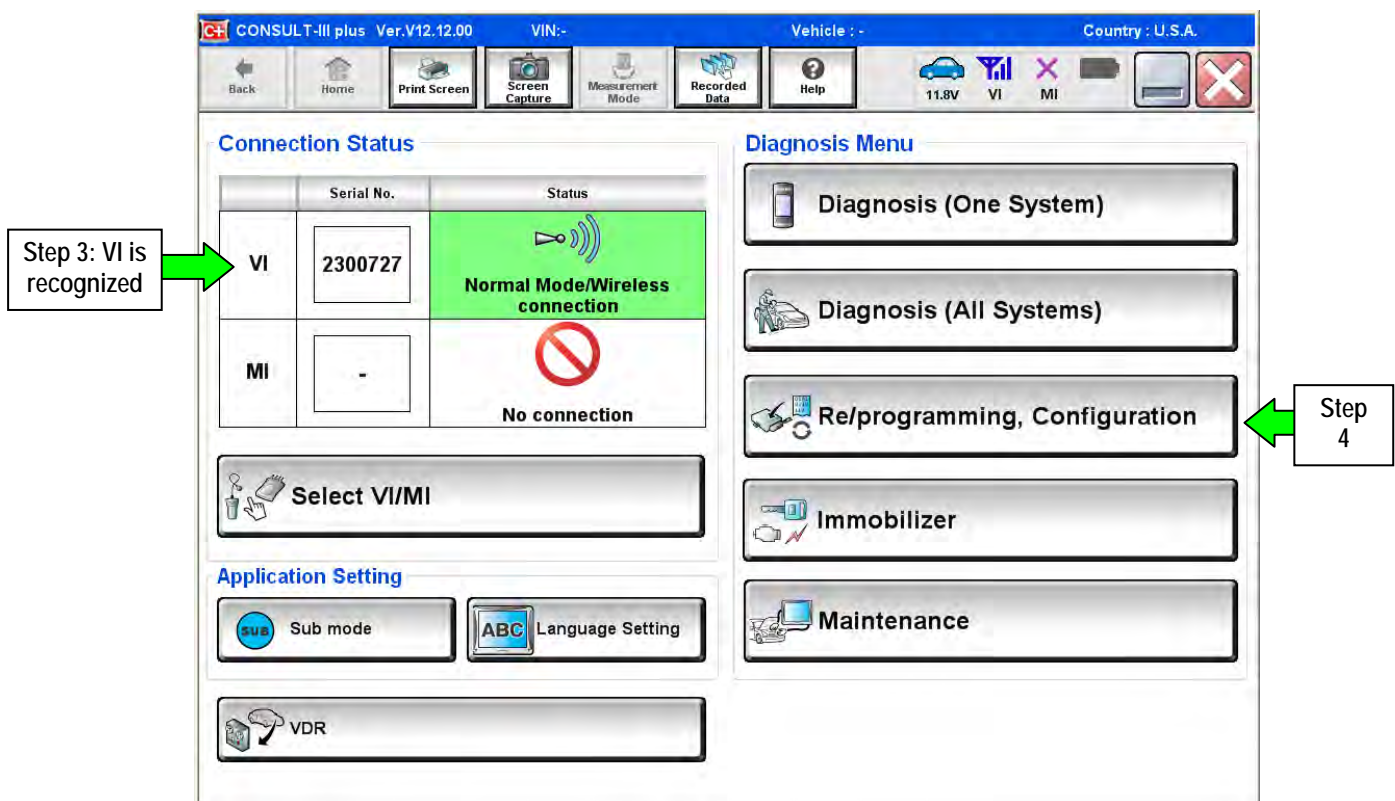 C+ CONSULT-III plus Ver.V12.12.00 VIN:- Vehicle : - Country : U.S.A.
Back
Home
Print Screen
Screen
Capture
Measurement
Mode
Recorded
Data
Help
11.8V
VI
MI
Connection Status
Serial No. Status
Step 3: VI is
recognized
VI
2300727
Normal Mode/Wireless
connection
MI
-
No connection
Select VI/MI
Application Setting
SUB
Sub mode
ABC
Language Setting
VDR
Diagnosis Menu
Diagnosis (One System)
Diagnosis (All Systems)
Re/programming, Configuration
Step
4
Immobilizer
Maintenance